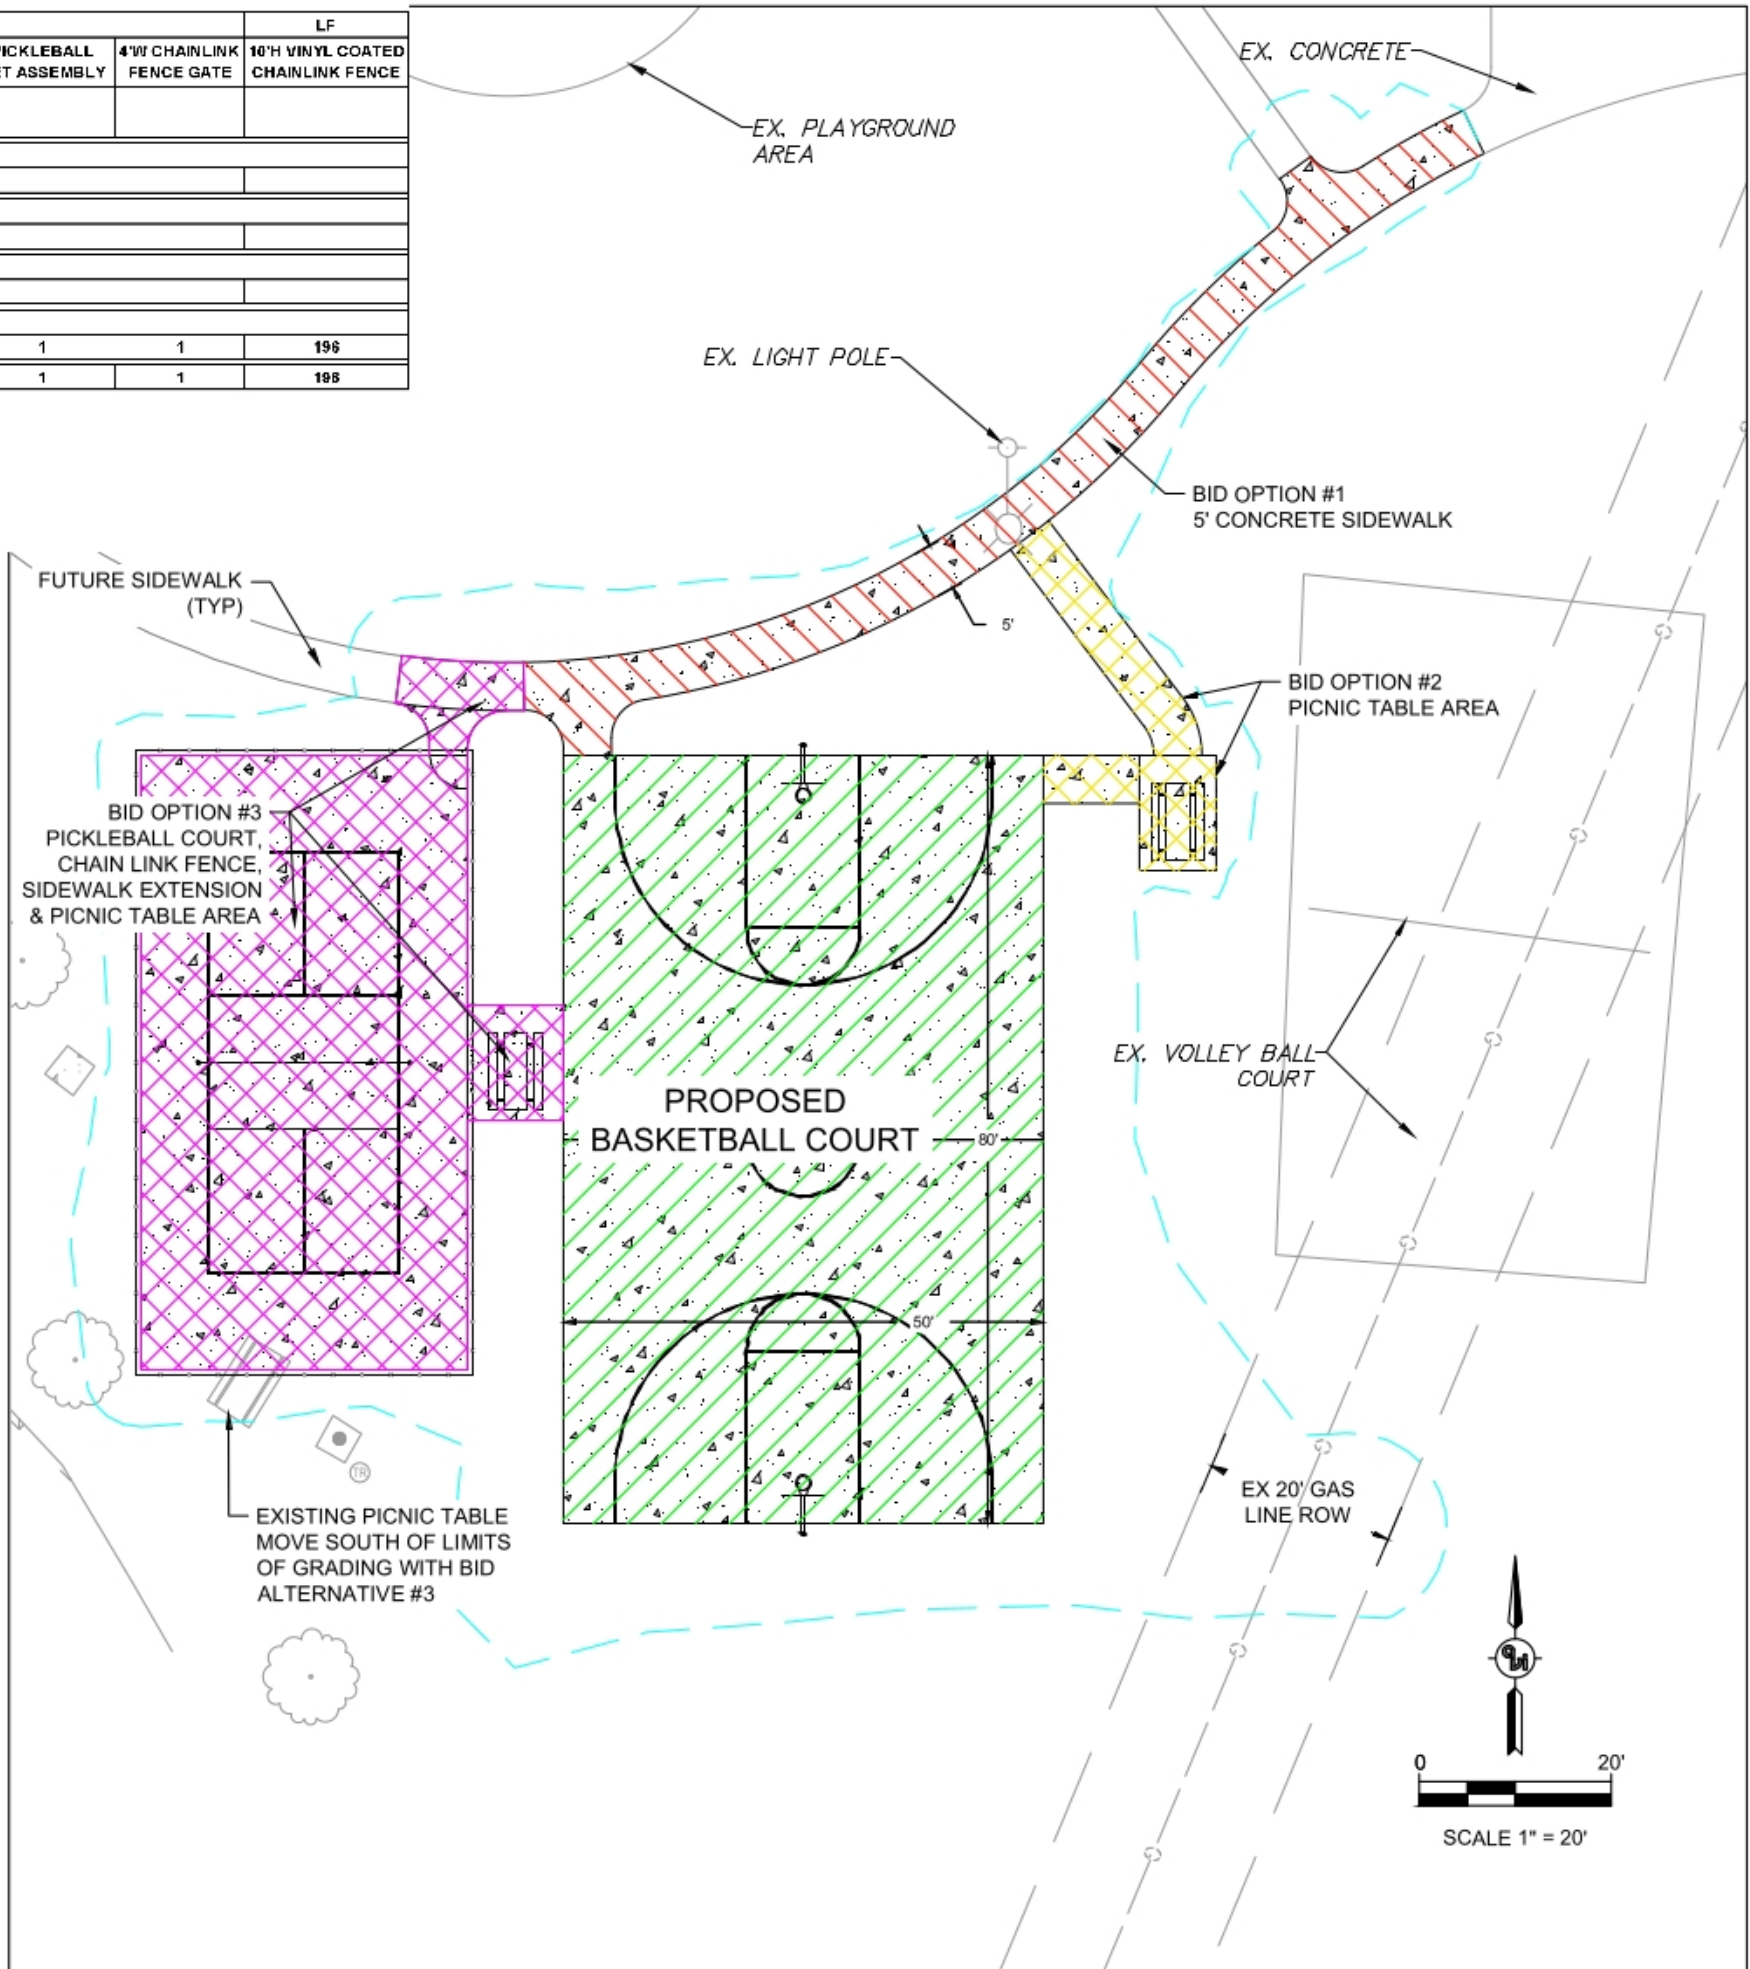 LF
ICKLEBALL
T ASSEMBLY
4'W CHAINLINK
FENCE GATE
10'H VINYL COATED
CHAINLINK FENCE
1 1 196
1 1 196
EX. CONCRETE
EX. PLAYGROUND
AREA
EX. LIGHT POLE
BID OPTION #1
5' CONCRETE SIDEWALK
FUTURE SIDEWALK
(TYP)
5'
BID OPTION #2
PICNIC TABLE AREA
BID OPTION #3
PICKLEBALL COURT,
CHAIN LINK FENCE,
SIDEWALK EXTENSION
& PICNIC TABLE AREA
EX. VOLLEY BALL
COURT
PROPOSED
BASKETBALL COURT
80'
50'
EX 20' GAS
LINE ROW
TR
EXISTING PICNIC TABLE
MOVE SOUTH OF LIMITS
OF GRADING WITH BID
ALTERNATIVE #3
G
G
G
G
G
G
G
0 20'
SCALE 1" = 20'